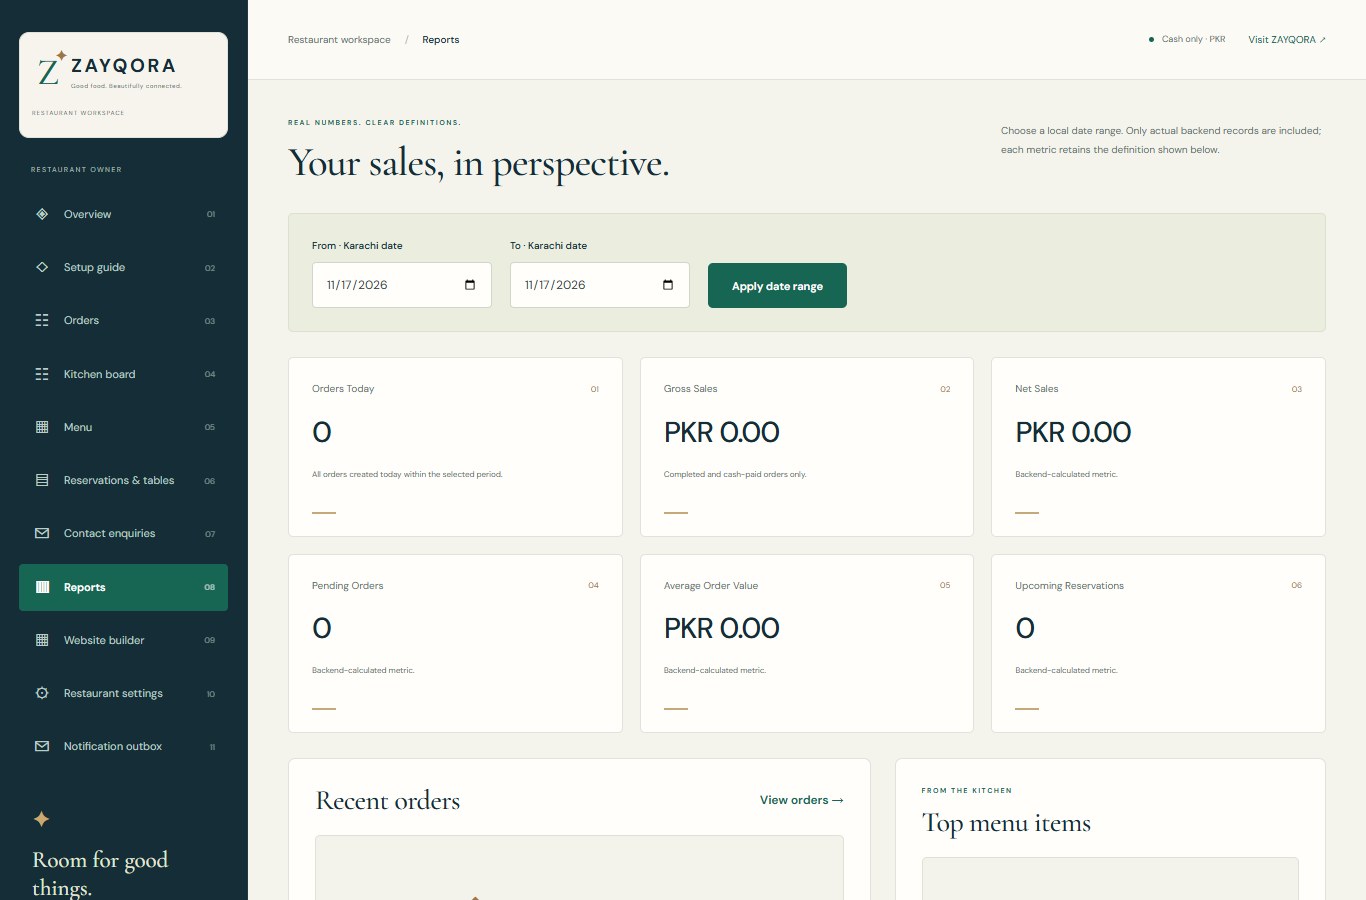 ZAYQORA
Good food. Beautifully connected.
RESTAURANT WORKSPACE
RESTAURANT OWNER
Overview 01
Setup guide 02
Orders 03
Kitchen board 04
Menu 05
Reservations & tables 06
Contact enquiries 07
Reports 08
Website builder 09
Restaurant settings 10
Notification outbox 11
Room for good
things.
Restaurant workspace / Reports
Cash only · PKR
Visit ZAYQORA ↗
REAL NUMBERS. CLEAR DEFINITIONS.
Your sales, in perspective.
Choose a local date range. Only actual backend records are included;
each metric retains the definition shown below.
From · Karachi date
11/17/2026
To · Karachi date
11/17/2026
Apply date range
Orders Today 01
0
All orders created today within the selected period.
Gross Sales 02
PKR 0.00
Completed and cash-paid orders only.
Net Sales 03
PKR 0.00
Backend-calculated metric.
Pending Orders 04
0
Backend-calculated metric.
Average Order Value 05
PKR 0.00
Backend-calculated metric.
Upcoming Reservations 06
0
Backend-calculated metric.
Recent orders
View orders →
FROM THE KITCHEN
Top menu items